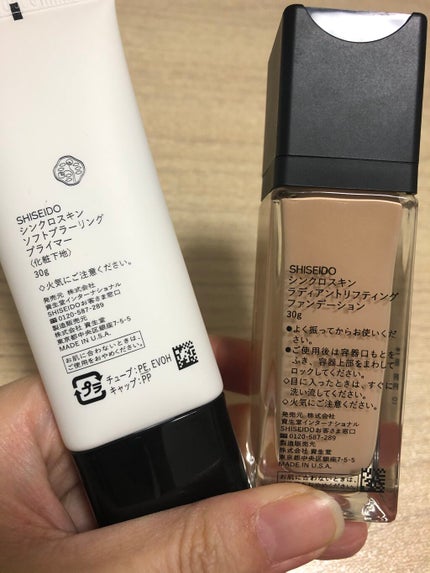 SHISEIDO
シンクロスキン
ソフトブラーリング
プライマー
〈化粧下地〉
30g
◇火気にご注意ください。
発売元 株式会社
資生堂インターナショナル
SHISEIDOお客さま窓口
0120-587-289
製造販売元
株式会社 資生堂
東京都中央区銀座7-5-5
MADE IN U.S.A.
お肌に合わないときは、
ご使用をおやめください。
プラ
チューブ:PE, EVOH
キャップ:PP
SHISEIDO
シンクロスキン
ラディアントリフティング
ファンデーション
30g
●よく振ってからお使いくだ
さい。
●ご使用後は容器口もとを
ふき、容器上部をまわして
ロックしてください。
◇目に入ったときは、すぐに
洗い流してください。
◇火気にご注意ください。
発売元 株式会社
資生堂インターナショナル
SHISEIDOお客さま窓口
0120-587-289
製造販売元
株式会社 資生堂
東京都中央区銀座7-5-5
MADE IN U.S.A.
お肌に合わないときは、